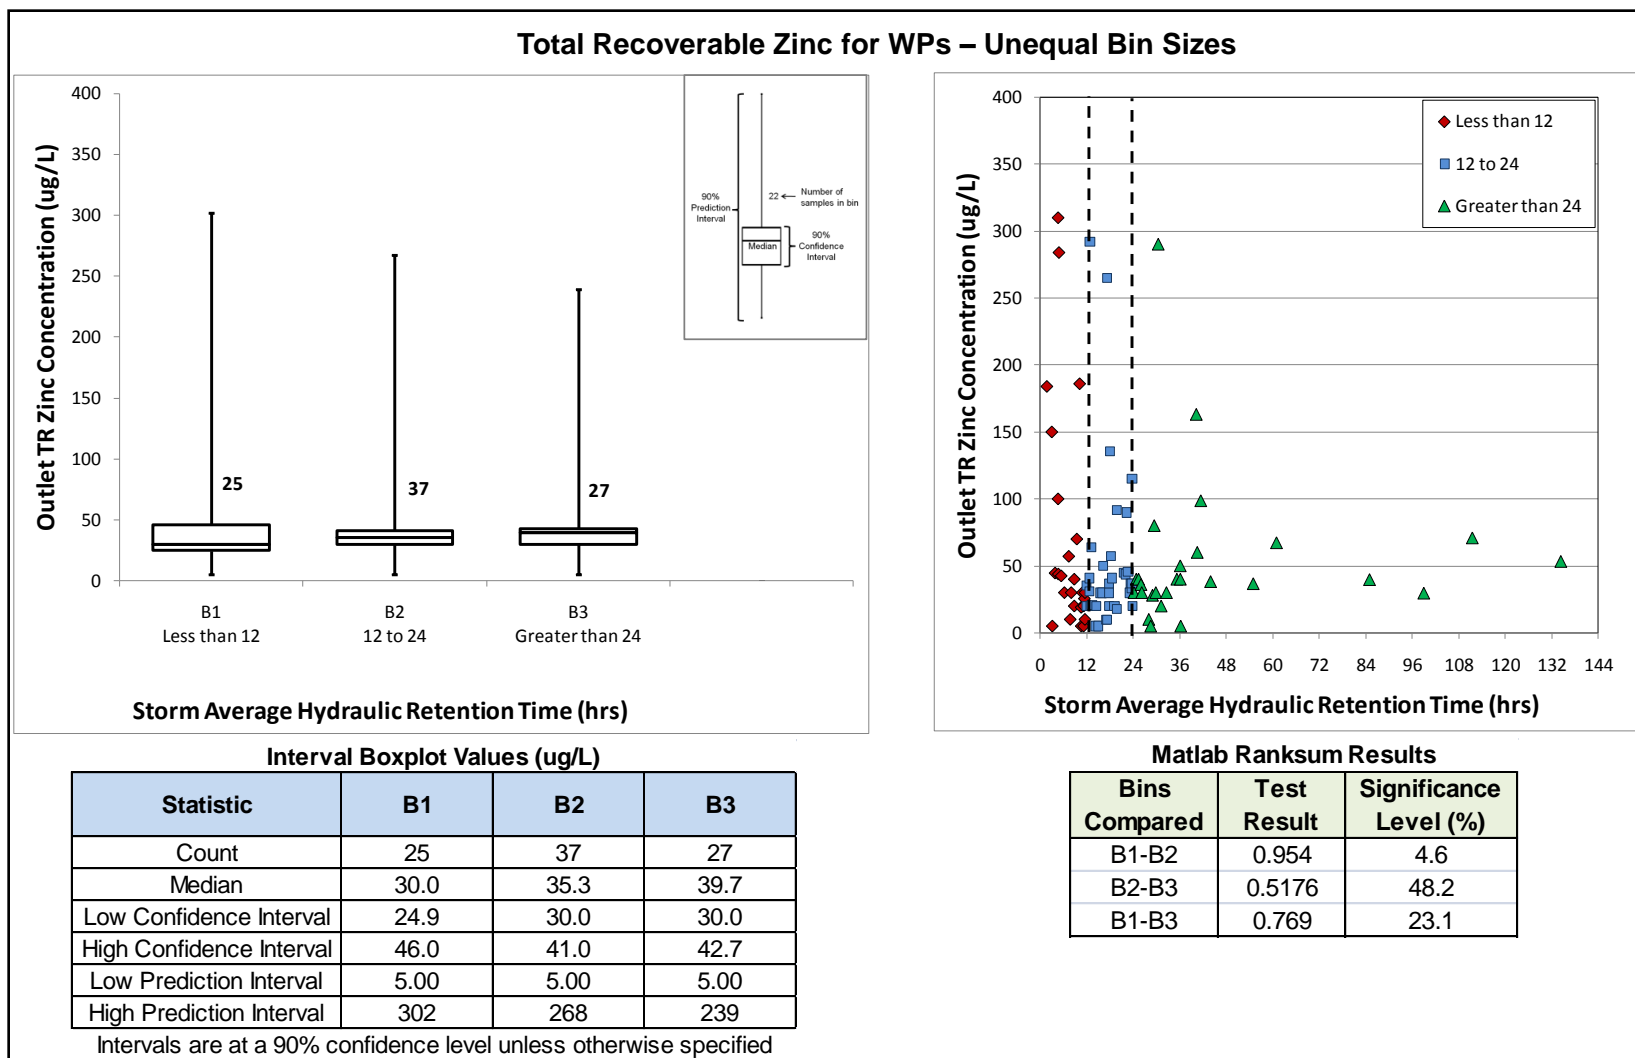 Total Recoverable Zinc for WPs – Unequal Bin Sizes
Outlet TR Zinc Concentration (ug/L)
400
350
300
250
200
150
100
50
0
25
37
27
B1
Less than 12
B2
12 to 24
B3
Greater than 24
Storm Average Hydraulic Retention Time (hrs)
90%
Prediction
Interval
22
Number of
samples in bin
Median
90%
Confidence
Interval
Outlet TR Zinc Concentration (ug/L)
400
350
300
250
200
150
100
50
0
0 12 24 36 48 60 72 84 96 108 120 132 144
Less than 12
12 to 24
Greater than 24
Storm Average Hydraulic Retention Time (hrs)
Interval Boxplot Values (ug/L)
Statistic B1 B2 B3
Count 25 37 27
Median 30.0 35.3 39.7
Low Confidence Interval 24.9 30.0 30.0
High Confidence Interval 46.0 41.0 42.7
Low Prediction Interval 5.00 5.00 5.00
High Prediction Interval 302 268 239
Intervals are at a 90% confidence level unless otherwise specified
Matlab Ranksum Results
Bins Test Significance
Compared Result Level (%)
B1-B2 0.954 4.6
B2-B3 0.5176 48.2
B1-B3 0.769 23.1